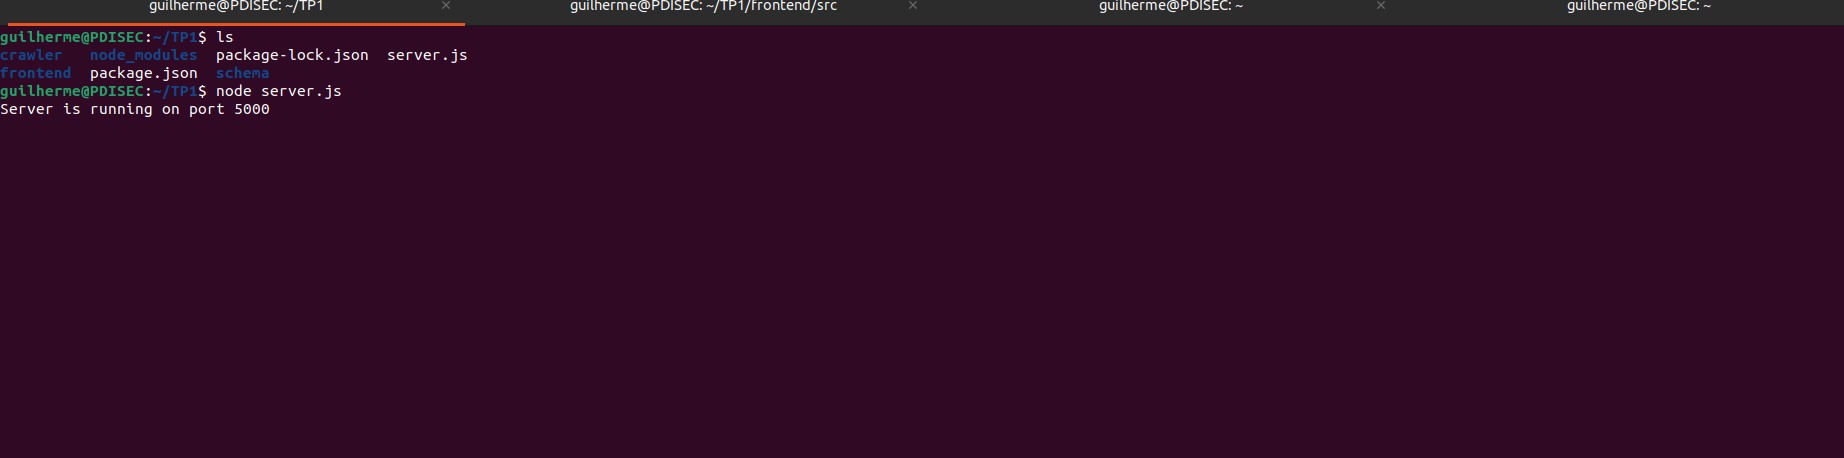 guilherme@PDISEC: ~/TP1 × guilherme@PDISEC: ~/TP1/frontend/src × guilherme@PDISEC: ~ × guilherme@PDISEC: ~
guilherme@PDISEC:~/TP1$ ls
crawler   node_modules  package-lock.json  server.js
frontend  package.json  schema
guilherme@PDISEC:~/TP1$ node server.js
Server is running on port 5000